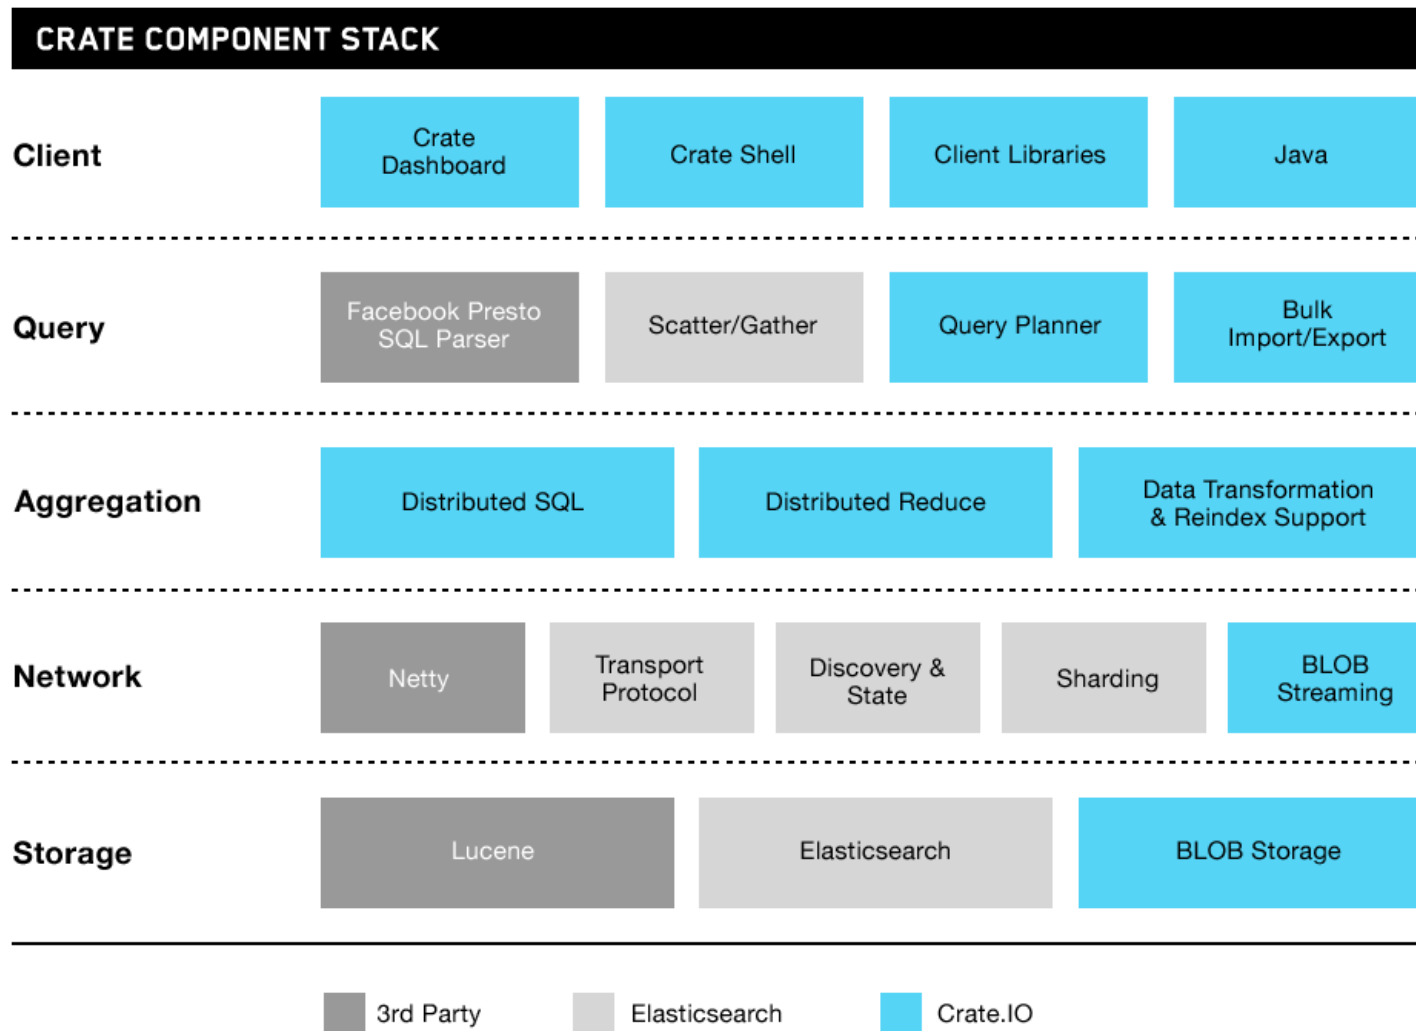 CRATE COMPONENT STACK
Client
Crate
Dashboard
Crate Shell
Client Libraries
Java
Query
Facebook Presto
SQL Parser
Scatter/Gather
Query Planner
Bulk
Import/Export
Aggregation
Distributed SQL
Distributed Reduce
Data Transformation
& Reindex Support
Network
Netty
Transport
Protocol
Discovery &
State
Sharding
BLOB
Streaming
Storage
Lucene
Elasticsearch
BLOB Storage
3rd Party
Elasticsearch
Crate.IO